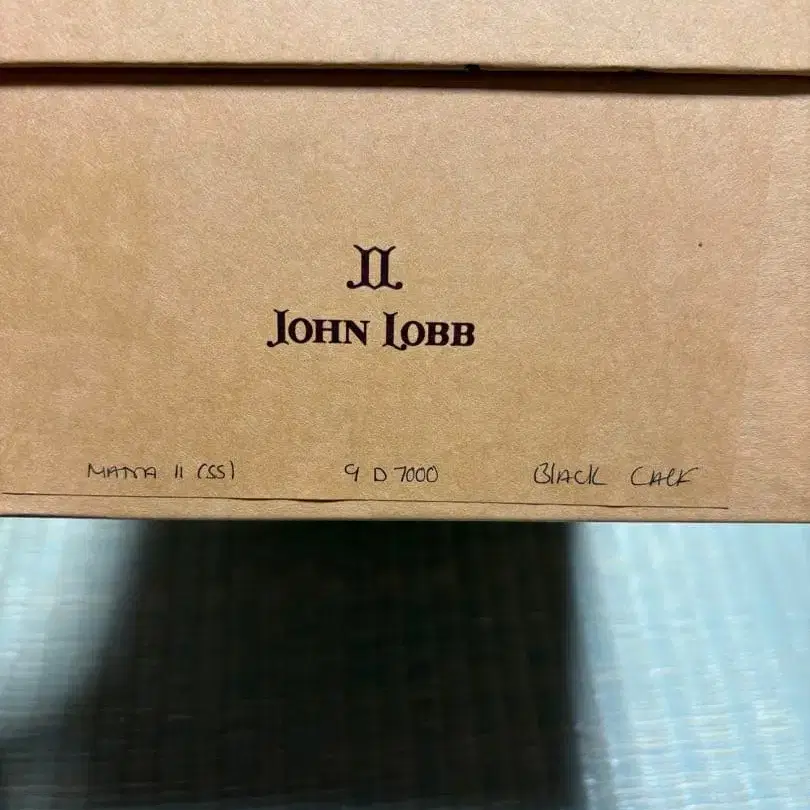 JL
JOHN LOBB
MATTA II (SS) 9 D 7000 BLACK CALF